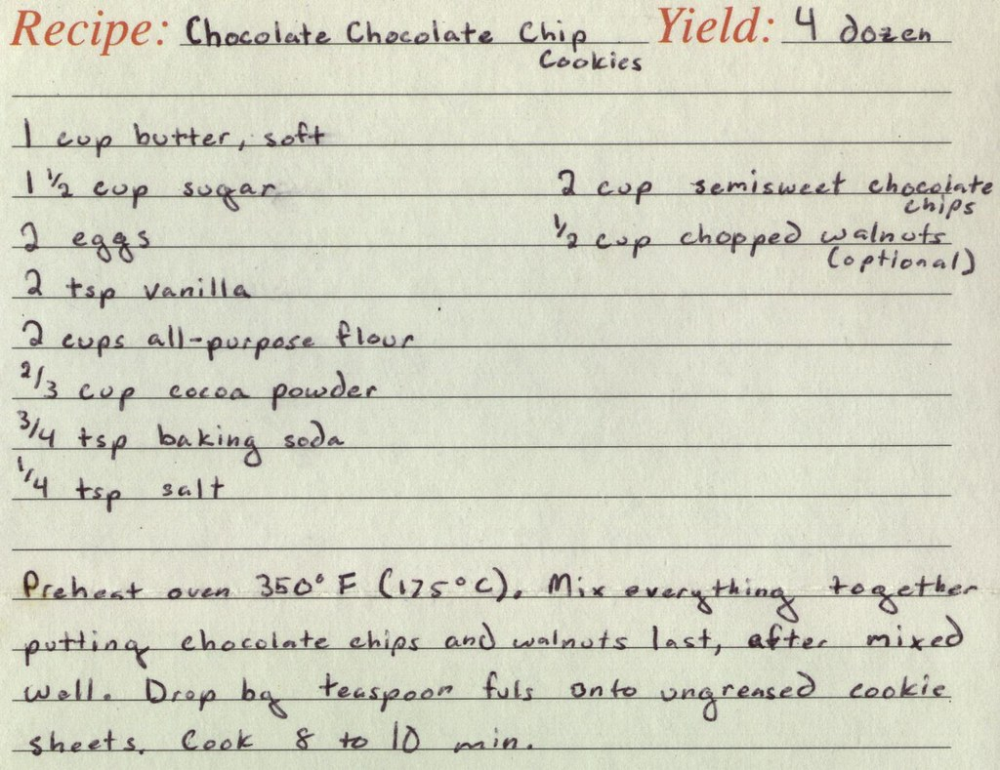 Recipe: Chocolate Chocolate Chip Yield: 4 dozen
Cookies
1 cup butter, soft
1 1/2 cup sugar
2 eggs
2 tsp vanilla
2 cups all-purpose flour
2/3 cup cocoa powder
3/4 tsp baking soda
1/4 tsp salt
2 cup semisweet chocolate
chips
1/2 cup chopped walnuts
(optional)
Preheat oven 350° F (175°C). Mix everything together
putting chocolate chips and walnuts last, after mixed
well. Drop by teaspoon fuls onto ungreased cookie
sheets. Cook 8 to 10 min.